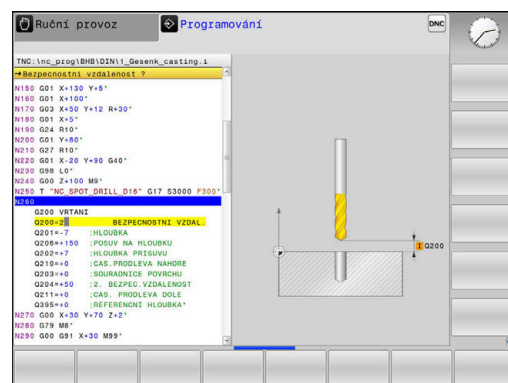 Ruční provoz
Programování
DNC
TNC:\nc_prog\BHB\DIN\1_Gesenk_casting.i
→Bezpecnostni vzdalenost ?
N150 G01 X+130 Y+5*
N160 G01 X+100*
N170 G03 X+50 Y+12 R+30*
N180 G01 X+5*
N190 G24 R10*
N200 G01 Y+80*
N210 G27 R10*
N220 G01 X-20 Y+90 G40*
N230 G98 L0*
N240 G00 Z+100 M9*
N250 T "NC_SPOT_DRILL_D16" G17 S3000 F300*
N260
G200 VRTANI
Q200=2 BEZPECNOSTNI VZDAL.
Q201=-7 ;HLOUBKA
Q206=+150 ;POSUV NA HLOUBKU
Q202=+7 ;HLOUBKA PRISUVU
Q210=+0 ;CAS.PRODLEVA NAHORE
Q203=+0 ;SOURADNICE POVRCHU
Q204=+50 ;2. BEZPEC.VZDALENOST
Q211=+0 ;CAS. PRODLEVA DOLE
Q395=+0 ;REFERENCNI HLOUBKA*
N270 G00 X+30 Y+70 Z+2*
N280 G79 M8*
N290 G00 G91 X+30 M99*
I Q200